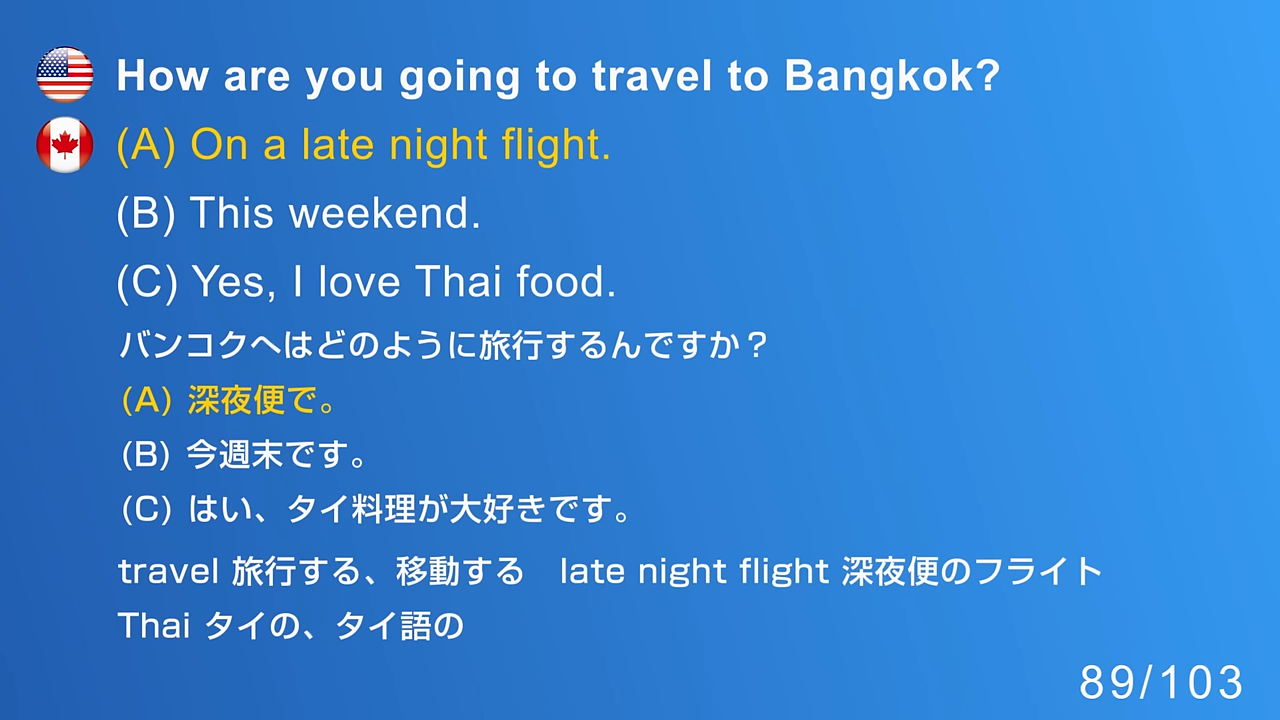 How are you going to travel to Bangkok?
(A) On a late night flight.
(B) This weekend.
(C) Yes, I love Thai food.
バンコクへはどのように旅行するんですか？
(A) 深夜便で。
(B) 今週末です。
(C) はい、タイ料理が大好きです。
travel 旅行する、移動する　late night flight 深夜便のフライト
Thai タイの、タイ語の
89/103